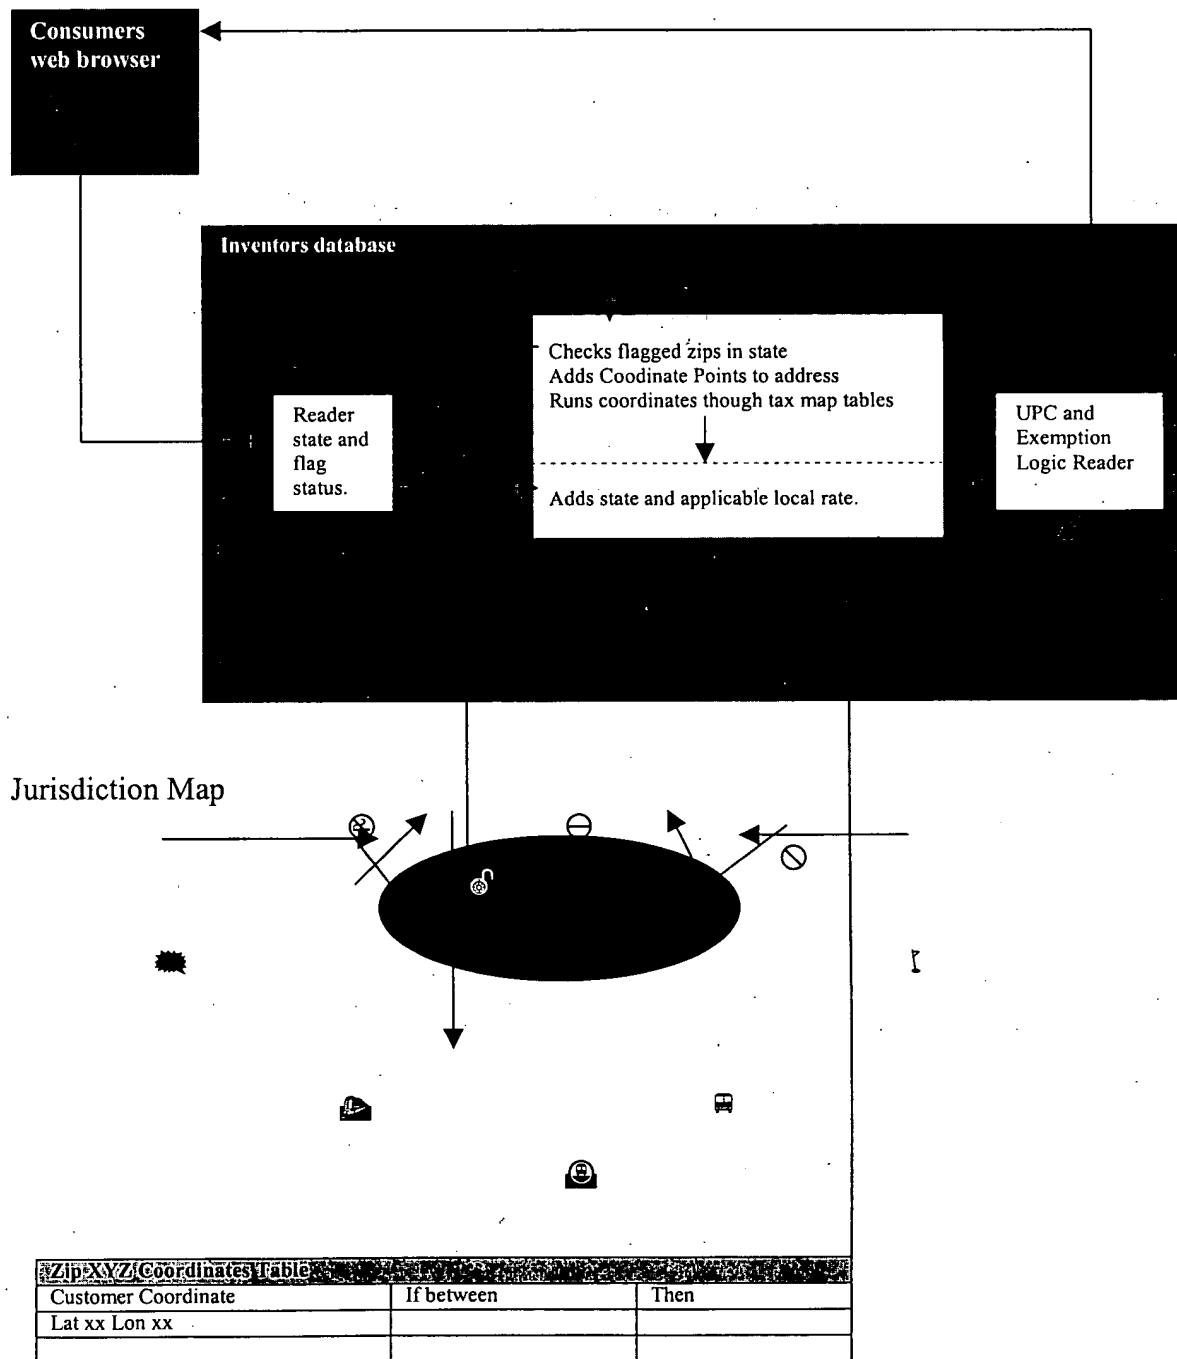 Consumers
web browser
Inventors database
Reader
state and
flag
status.
Checks flagged zips in state
Adds Coodinate Points to address
Runs coordinates though tax map tables
Adds state and applicable local rate.
UPC and
Exemption
Logic Reader
Jurisdiction Map
Zip XYZ Coordinates Table
Customer Coordinate If between Then
Lat xx Lon xx